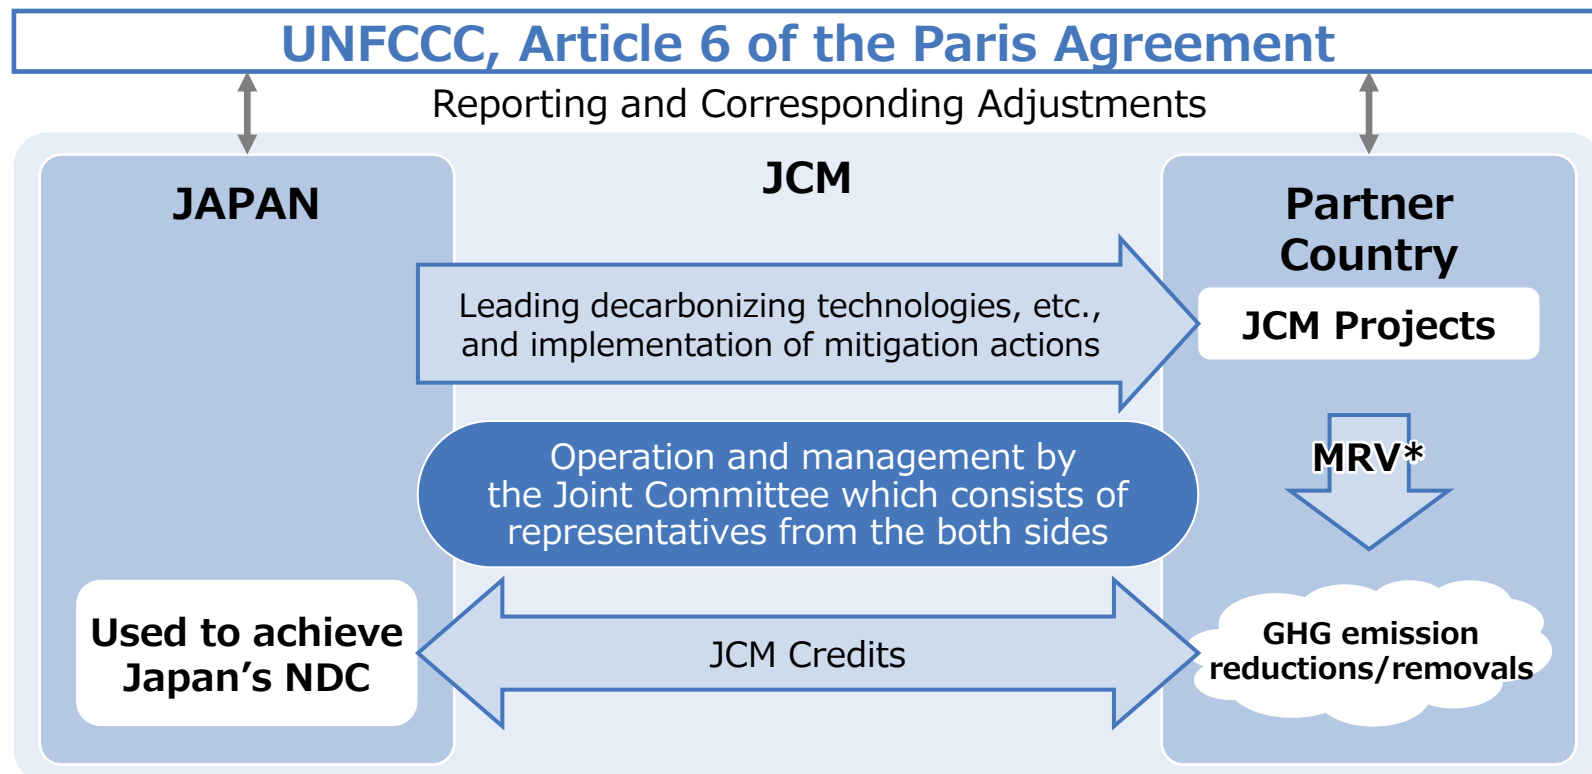 UNFCCC, Article 6 of the Paris Agreement
Reporting and Corresponding Adjustments
JCM
JAPAN
Partner
Country
Leading decarbonizing technologies, etc.,
and implementation of mitigation actions
JCM Projects
MRV*
Operation and management by
the Joint Committee which consists of
representatives from the both sides
Used to achieve
Japan’s NDC
JCM Credits
GHG emission
reductions/removals